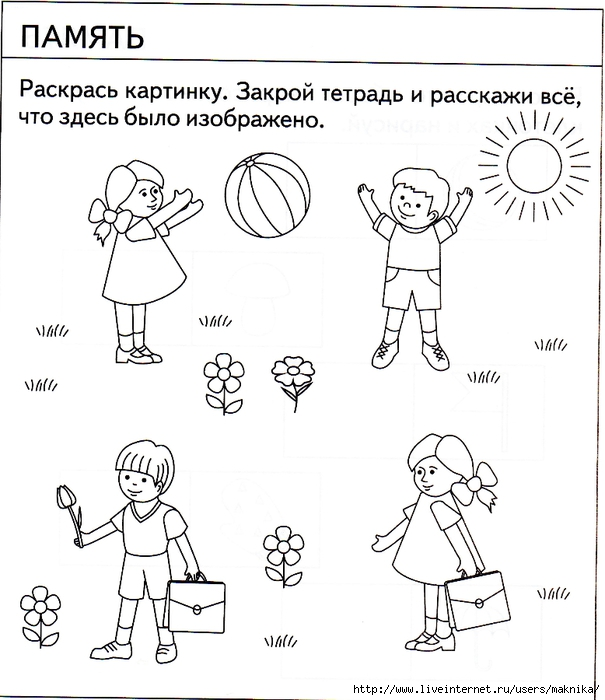 ПАМЯТЬ
Раскрась картинку. Закрой тетрадь и расскажи всё,
что здесь было изображено.
http://www.liveinternet.ru/users/maknika/